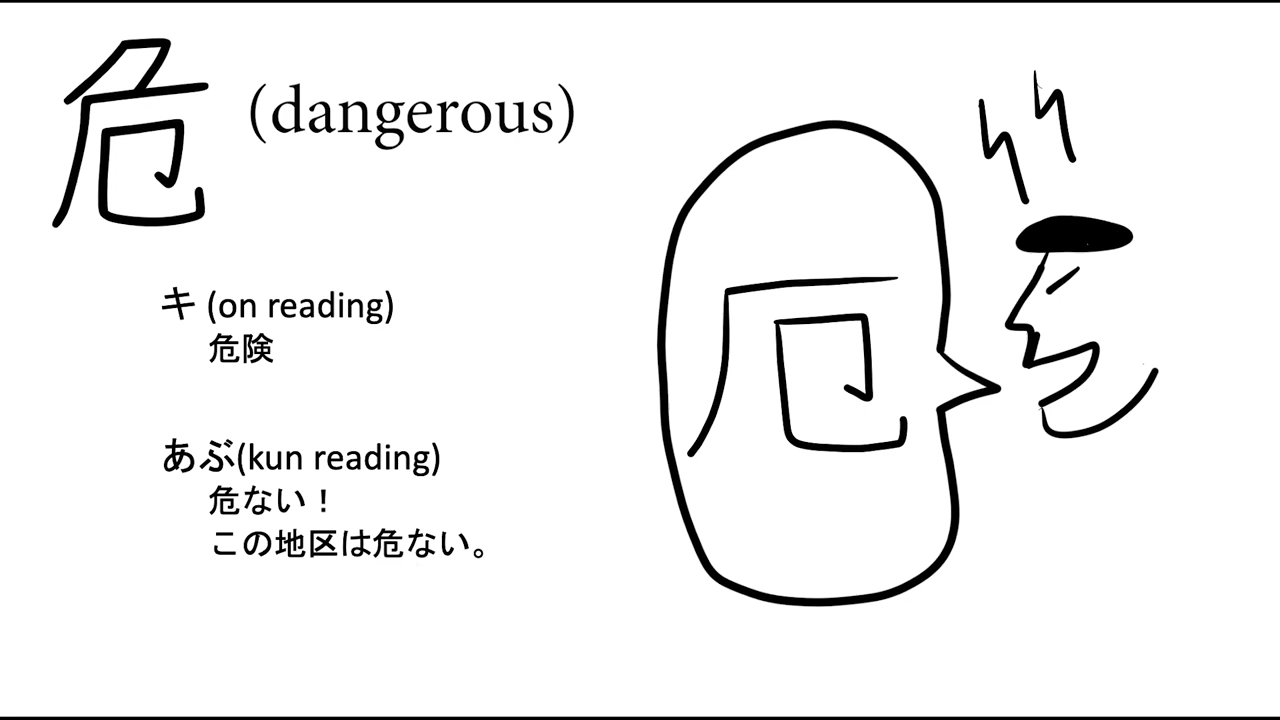 危 (dangerous)
キ (on reading)
危険
あぶ(kun reading)
危ない！
この地区は危ない。
厄